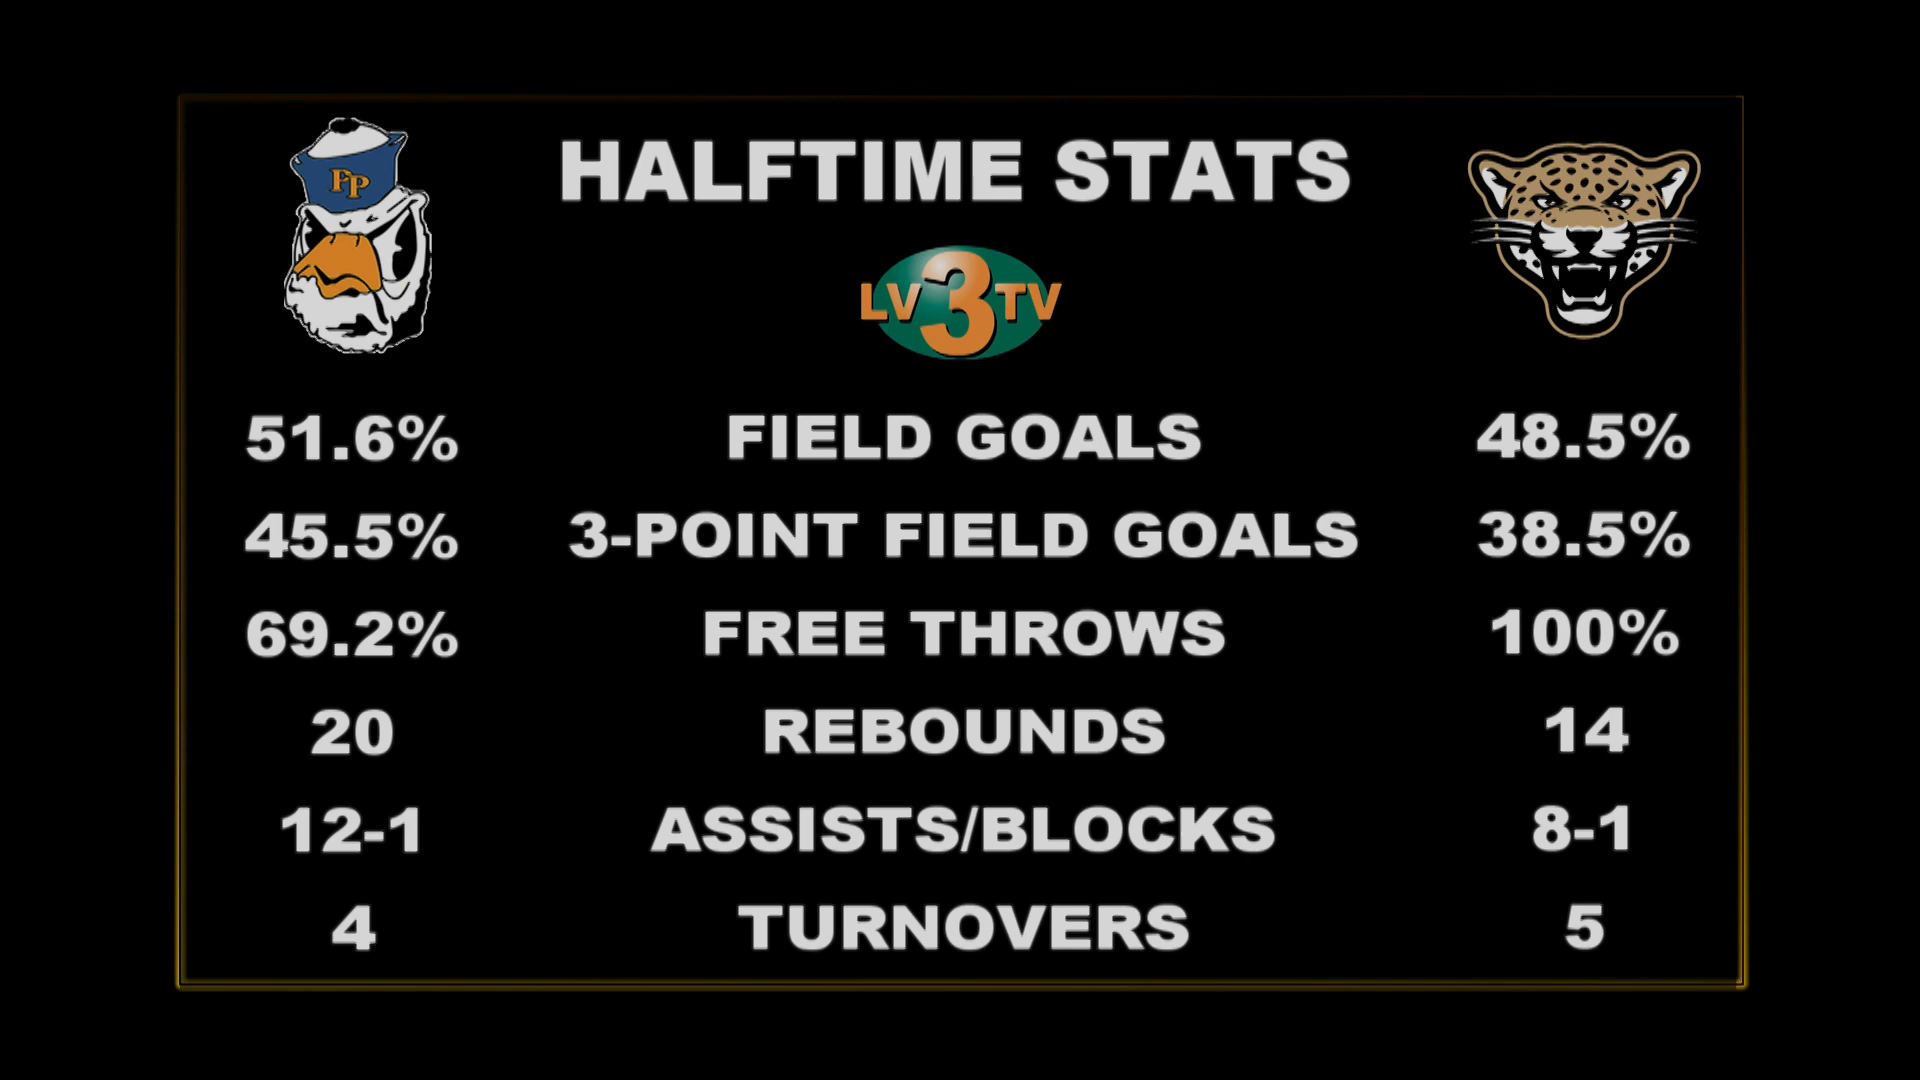 HALFTIME STATS
PP
LV3TV
51.6% FIELD GOALS 48.5%
45.5% 3-POINT FIELD GOALS 38.5%
69.2% FREE THROWS 100%
20 REBOUNDS 14
12-1 ASSISTS/BLOCKS 8-1
4 TURNOVERS 5